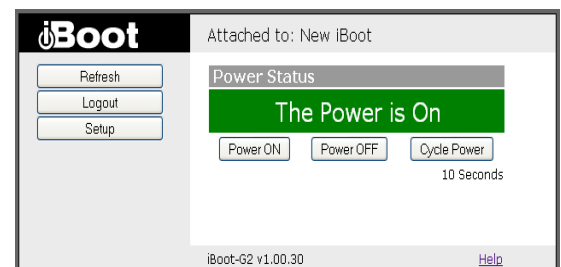 iBoot
Attached to: New iBoot
Refresh
Logout
Setup
Power Status
The Power is On
Power ON Power OFF Cycle Power
10 Seconds
iBoot-G2 v1.00.30 Help